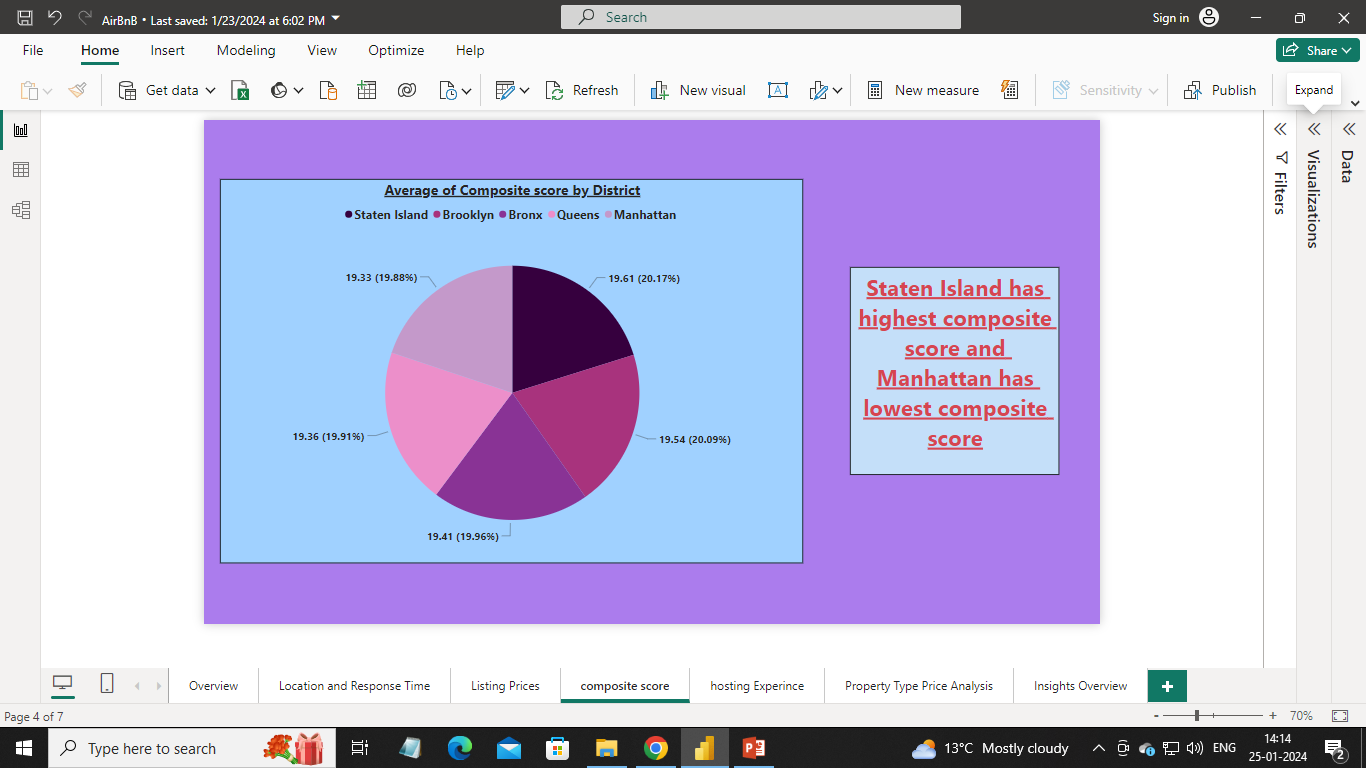 AirBnB • Last saved: 1/23/2024 at 6:02 PM
Search
Sign in
File Home Insert Modeling View Optimize Help
Share
Get data
Refresh
New visual
New measure
Sensitivity
Publish
Expand
Average of Composite score by District
Staten Island Brooklyn Bronx Queens Manhattan
19.33 (19.88%)
19.61 (20.17%)
19.36 (19.91%)
19.54 (20.09%)
19.41 (19.96%)
Staten Island has
highest composite
score and
Manhattan has
lowest composite
score
Filters
Visualizations
Data
Overview
Location and Response Time
Listing Prices
composite score
hosting Experince
Property Type Price Analysis
Insights Overview
Page 4 of 7
- + 70%
Type here to search
13°C Mostly cloudy
ENG
14:14
25-01-2024
2